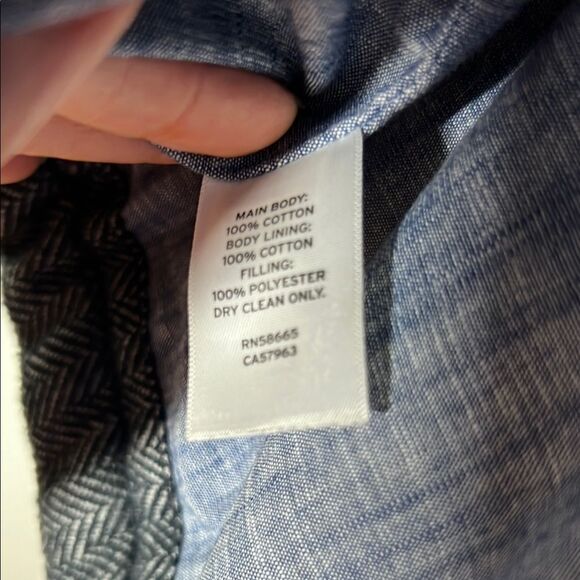 MAIN BODY:
100% COTTON
BODY LINING:
100% COTTON
FILLING:
100% POLYESTER
DRY CLEAN ONLY.
RN58665
CA57963